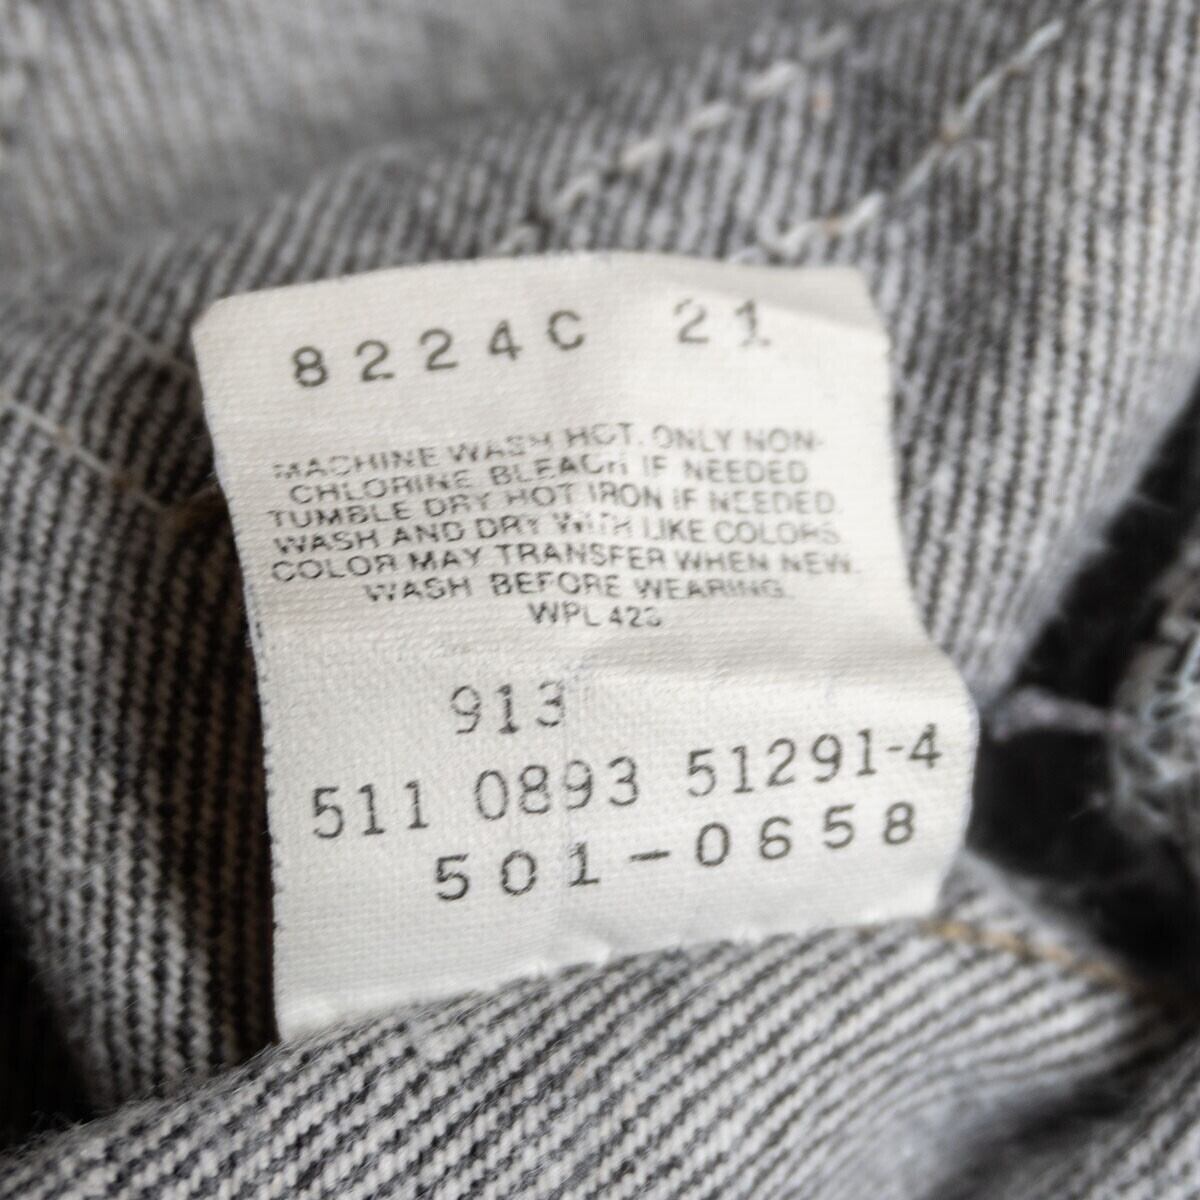 8224C 21
MACHINE WASH HOT. ONLY NON-
CHLORINE BLEACH IF NEEDED
TUMBLE DRY HOT IRON IF NEEDED.
WASH AND DRY WITH LIKE COLORS.
COLOR MAY TRANSFER WHEN NEW.
WASH BEFORE WEARING.
WPL 423
913
511 0893 51291-4
501-0658